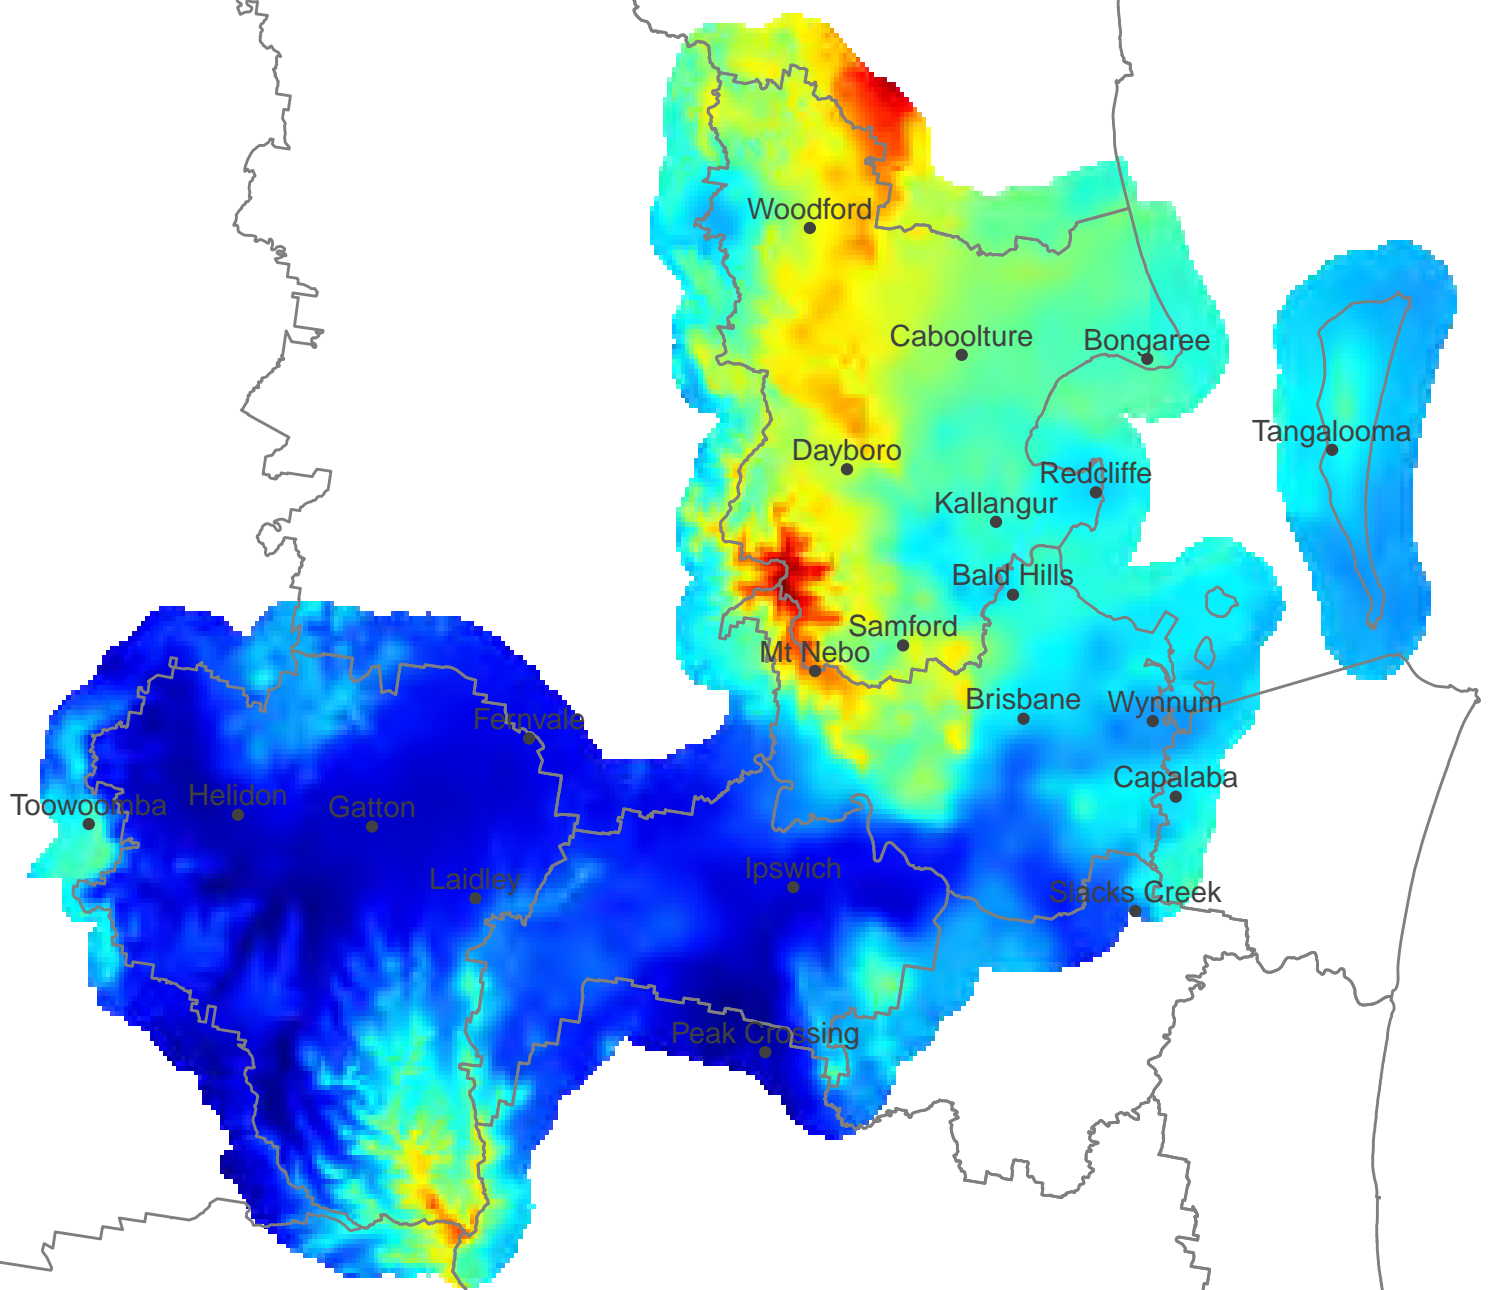 Woodford
Caboolture
Bongaree
Tangalooma
Dayboro
Redcliffe
Kallangur
Bald Hills
Samford
Mt Nebo
Brisbane
Wynnum
Fernvale
Capalaba
Toowoomba
Helidon
Gatton
Ipswich
Laidley
Slacks Creek
Peak Crossing